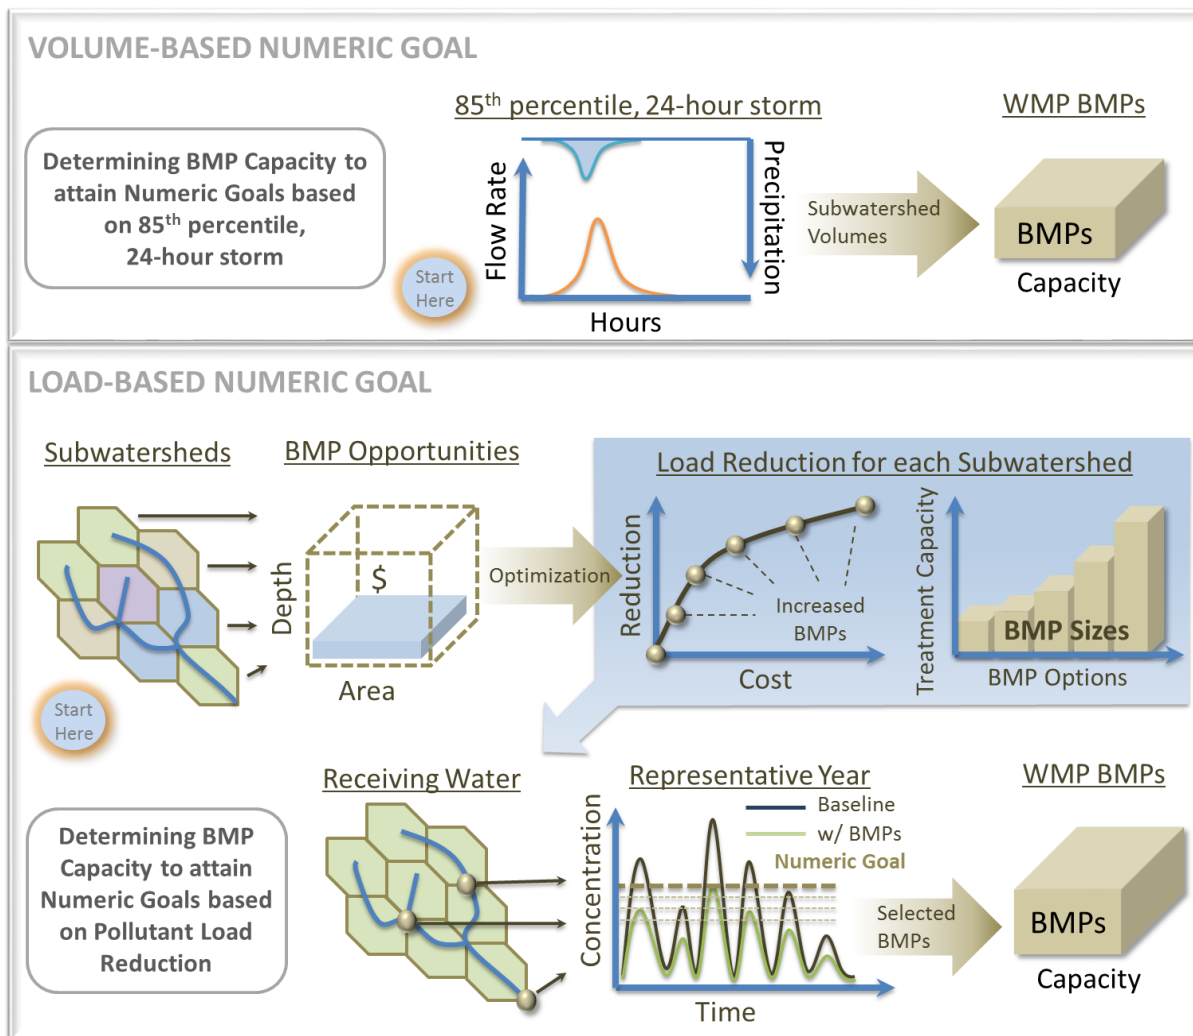 VOLUME-BASED NUMERIC GOAL
85th percentile, 24-hour storm
WMP BMPs
Determining BMP Capacity to
attain Numeric Goals based
on 85th percentile,
24-hour storm
Start
Here
Flow Rate
Precipitation
Hours
Subwatershed
Volumes
BMPs
Capacity
LOAD-BASED NUMERIC GOAL
Subwatersheds
BMP Opportunities
Load Reduction for each Subwatershed
Depth
$
Area
Optimization
Reduction
Increased
BMPs
Cost
Treatment Capacity
BMP Sizes
BMP Options
Start
Here
Receiving Water
Representative Year
WMP BMPs
Determining BMP
Capacity to attain
Numeric Goals based
on Pollutant Load
Reduction
Concentration
Baseline
w/ BMPs
Numeric Goal
Time
Selected
BMPs
BMPs
Capacity